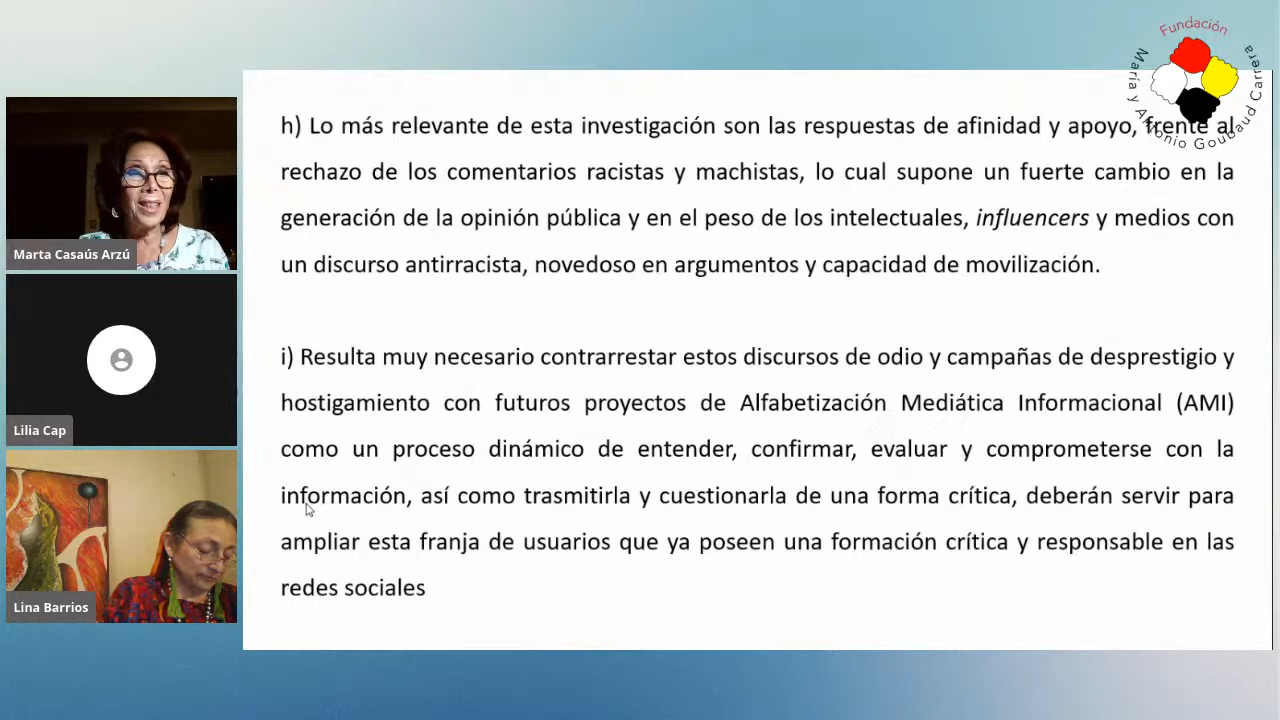 Fundación
María y Antonio Goubaud Carrera
h) Lo más relevante de esta investigación son las respuestas de afinidad y apoyo, frente al
rechazo de los comentarios racistas y machistas, lo cual supone un fuerte cambio en la
generación de la opinión pública y en el peso de los intelectuales, influencers y medios con
un discurso antirracista, novedoso en argumentos y capacidad de movilización.
i) Resulta muy necesario contrarrestar estos discursos de odio y campañas de desprestigio y
hostigamiento con futuros proyectos de Alfabetización Mediática Informacional (AMI)
como un proceso dinámico de entender, confirmar, evaluar y comprometerse con la
información, así como trasmitirla y cuestionarla de una forma crítica, deberán servir para
ampliar esta franja de usuarios que ya poseen una formación crítica y responsable en las
redes sociales
Marta Casaús Arzú
Lilia Cap
Lina Barrios